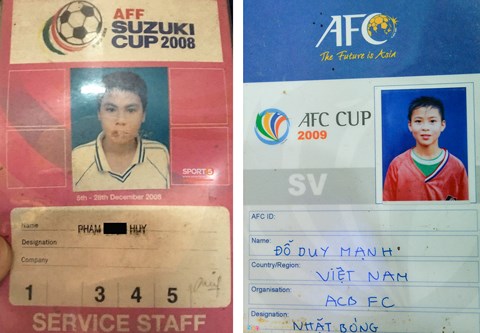 AFF
SUZUKI
CUP 2008
SPORT 5
9th - 28th December 2008
Name PHẠM HUY
Designation
Company
1 3 4 5
SERVICE STAFF
AFC
The Future is Asia
AFC CUP
2009
SV
AFC ID:
Name: ĐỖ DUY MẠNH
Country/Region: VIỆT NAM
Organisation: ACB FC
Designation: NHẶT BÓNG